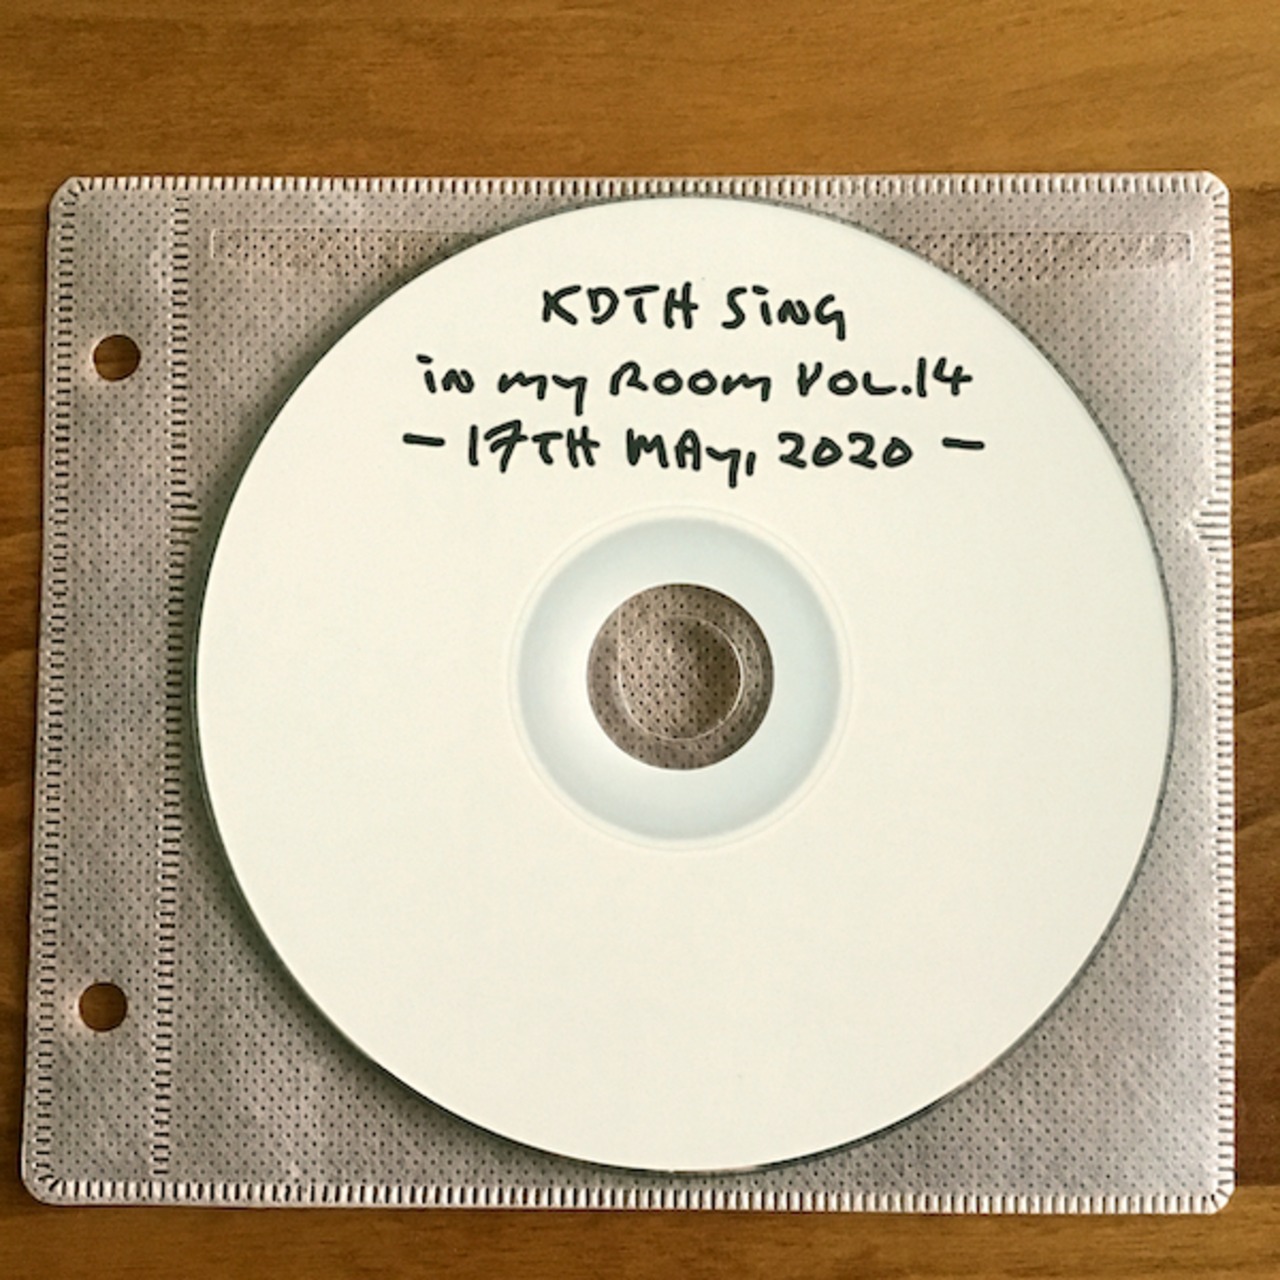 KDTH SiNG
iN my ROOM VOL.14
- 17TH MAy, 2020 -